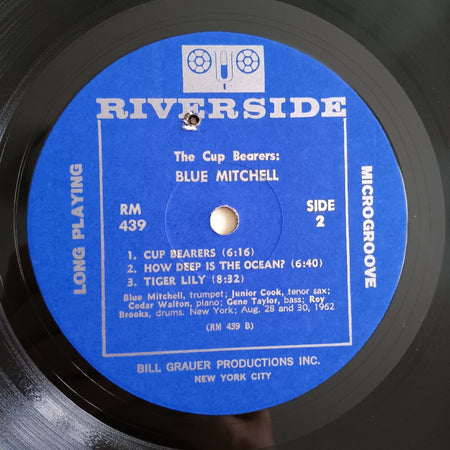 RIVERSIDE
LONG PLAYING
MICROGROOVE
The Cup Bearers:
BLUE MITCHELL
RM
439
SIDE
2
1. CUP BEARERS (6:16)
2. HOW DEEP IS THE OCEAN? (6:40)
3. TIGER LILY (8:32)
Blue Mitchell, trumpet; Junior Cook, tenor sax;
Cedar Walton, piano; Gene Taylor, bass; Roy
Brooks, drums. New York; Aug. 28 and 30, 1962
(RM 439 B)
BILL GRAUER PRODUCTIONS INC.
NEW YORK CITY